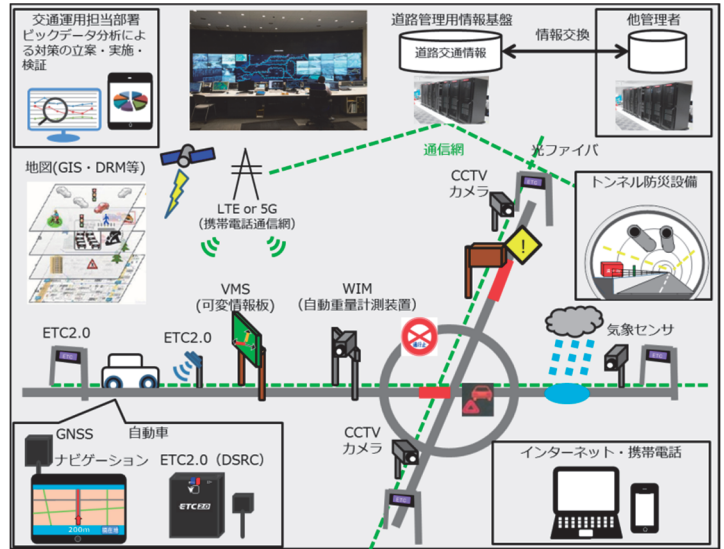 交通運用担当部署
ビックデータ分析によ
る対策の立案・実施・
検証
道路管理用情報基盤
道路交通情報
情報交換
他管理者
地図(GIS・DRM等)
LTE or 5G
(携帯電話通信網)
通信網
光ファイバ
CCTV
カメラ
トンネル防災設備
VMS
(可変情報板)
WIM
(自動重量計測装置)
気象センサ
ETC2.0
ETC2.0
CCTV
カメラ
GNSS
自動車
ナビゲーション
ETC2.0（DSRC）
ETC2.0
200m
インターネット・携帯電話
ETC
ETC
ETC
ETC